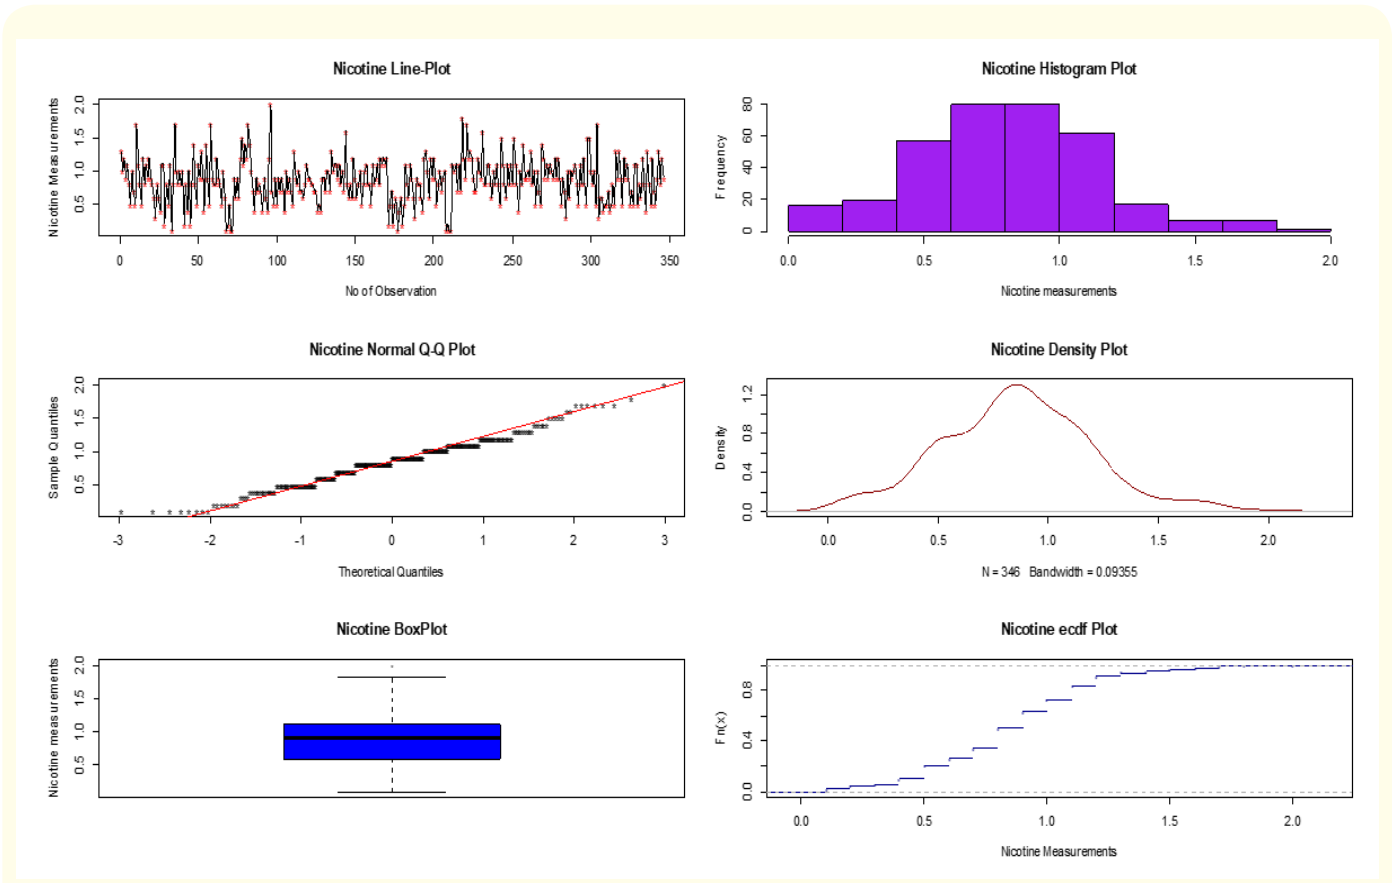 Nicotine Line-Plot
Nicotine Measurements
2.0
1.5
1.0
0.5
0 50 100 150 200 250 300 350
No of Observation
Nicotine Histogram Plot
Frequency
80
60
40
20
0
0.0 0.5 1.0 1.5 2.0
Nicotine measurements
Nicotine Normal Q-Q Plot
Sample Quantiles
2.0
1.5
1.0
0.5
-3 -2 -1 0 1 2 3
Theoretical Quantiles
Nicotine Density Plot
Density
1.2
0.8
0.4
0.0
0.0 0.5 1.0 1.5 2.0
N = 346 Bandwidth = 0.09355
Nicotine BoxPlot
Nicotine measurements
2.0
1.5
1.0
0.5
Nicotine ecdf Plot
Fn(x)
0.8
0.4
0.0
0.0 0.5 1.0 1.5 2.0
Nicotine Measurements